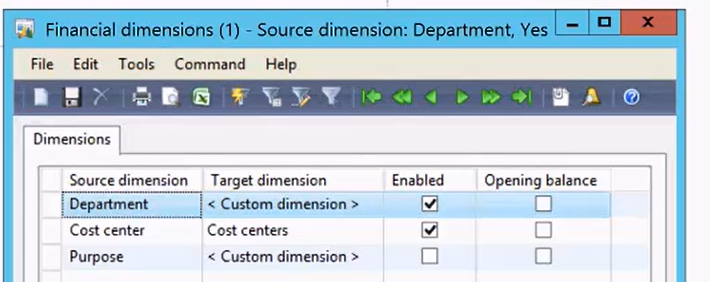 Financial dimensions (1) - Source dimension: Department, Yes
File Edit Tools Command Help
Dimensions
Source dimension Target dimension Enabled Opening balance
Department < Custom dimension >
Cost center Cost centers
Purpose < Custom dimension >